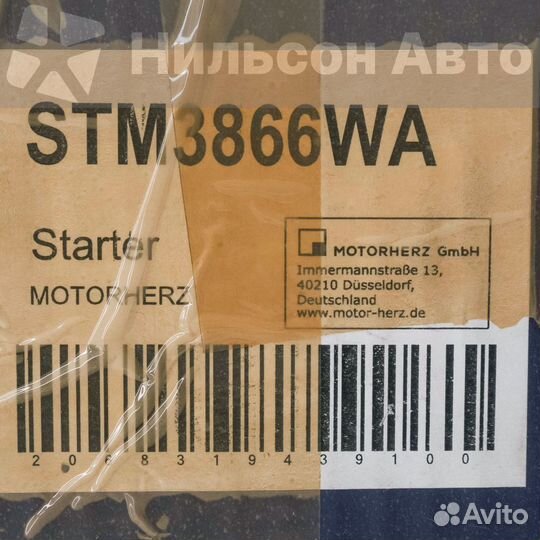 Нильсон Авто
STM3866WA
Starter
MOTORHERZ
MOTORHERZ GmbH
Immermannstraße 13,
40210 Düsseldorf,
Deutschland
www.motor-herz.de
2068319439100
Avito